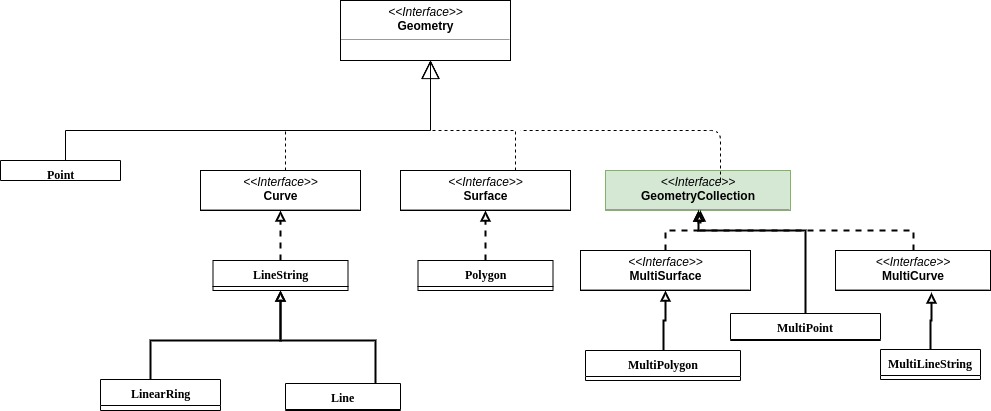 <<Interface>>
Geometry
Point
<<Interface>>
Curve
<<Interface>>
Surface
<<Interface>>
GeometryCollection
LineString
Polygon
<<Interface>>
MultiSurface
<<Interface>>
MultiCurve
MultiPoint
MultiPolygon
MultiLineString
LinearRing
Line